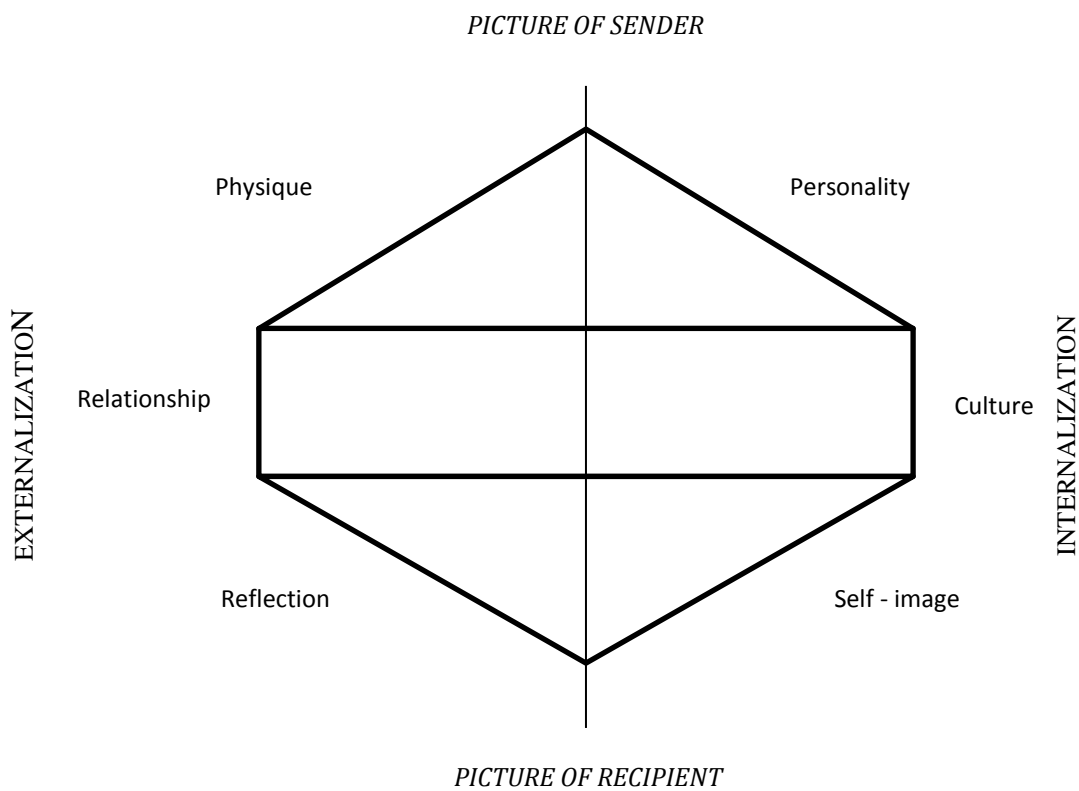 PICTURE OF SENDER
Physique
Personality
EXTERNALIZATION
Relationship
Culture
INTERNALIZATION
Reflection
Self - image
PICTURE OF RECIPIENT